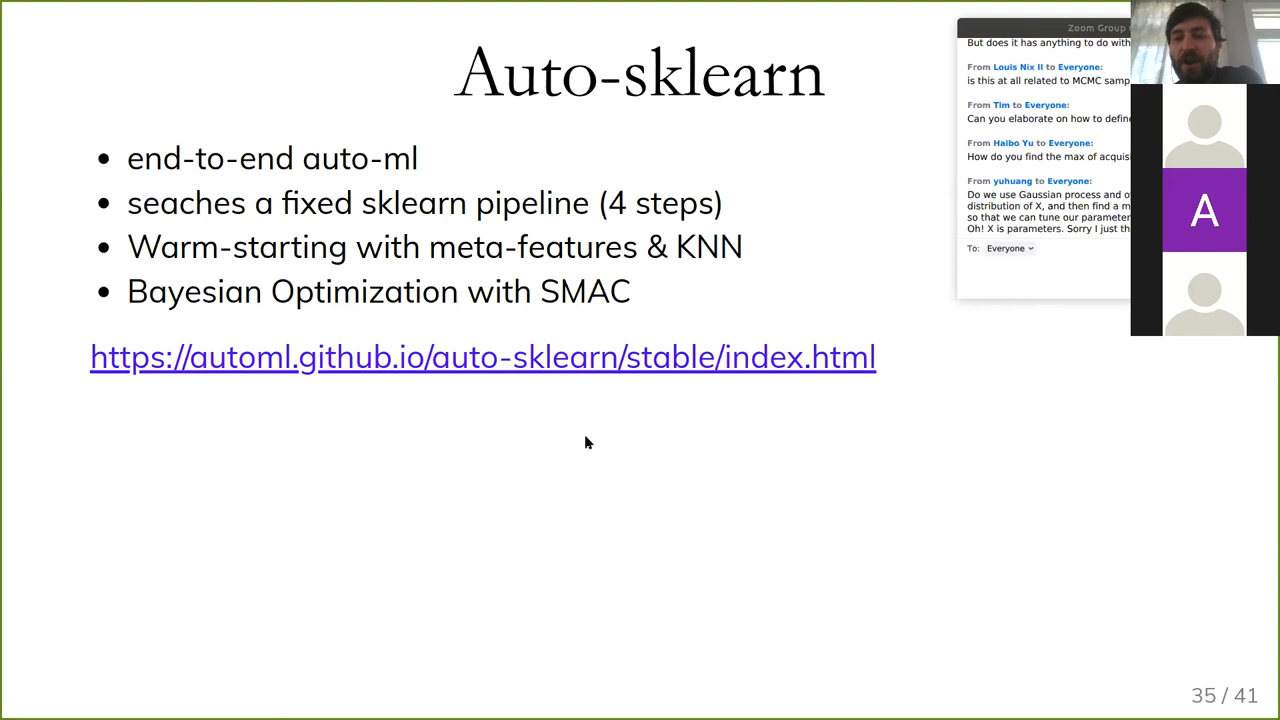 Auto-sklearn
• end-to-end auto-ml
• seaches a fixed sklearn pipeline (4 steps)
• Warm-starting with meta-features & KNN
• Bayesian Optimization with SMAC
https://automl.github.io/auto-sklearn/stable/index.html
Zoom Group
But does it has anything to do with
From Louis Nix II to Everyone:
is this at all related to MCMC samp
From Tim to Everyone:
Can you elaborate on how to define
From Haibo Yu to Everyone:
How do you find the max of acquis
From yuhuang to Everyone:
Do we use Gaussian process and o
distribution of X, and then find a m
so that we can tune our parameter
Oh! X is parameters. Sorry I just th
To: Everyone
A
35 / 41